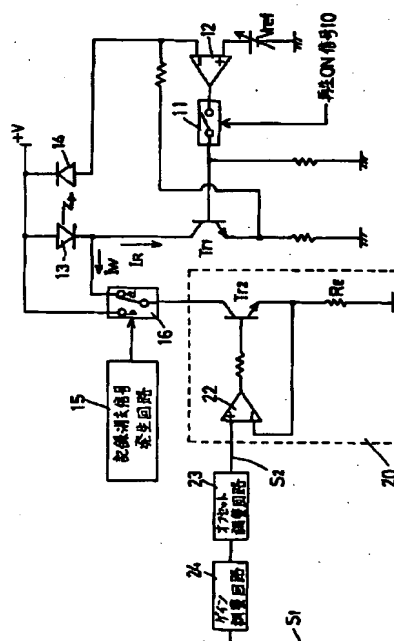 +V
14
13
12
Vref
11
再生ON信号10
IW
IR
Tr1
16
a
b
15
記録消去信号
発生回路
Tr2
22
RE
20
S2
23
オフセット
調整回路
24
ゲイン
調整回路
S1